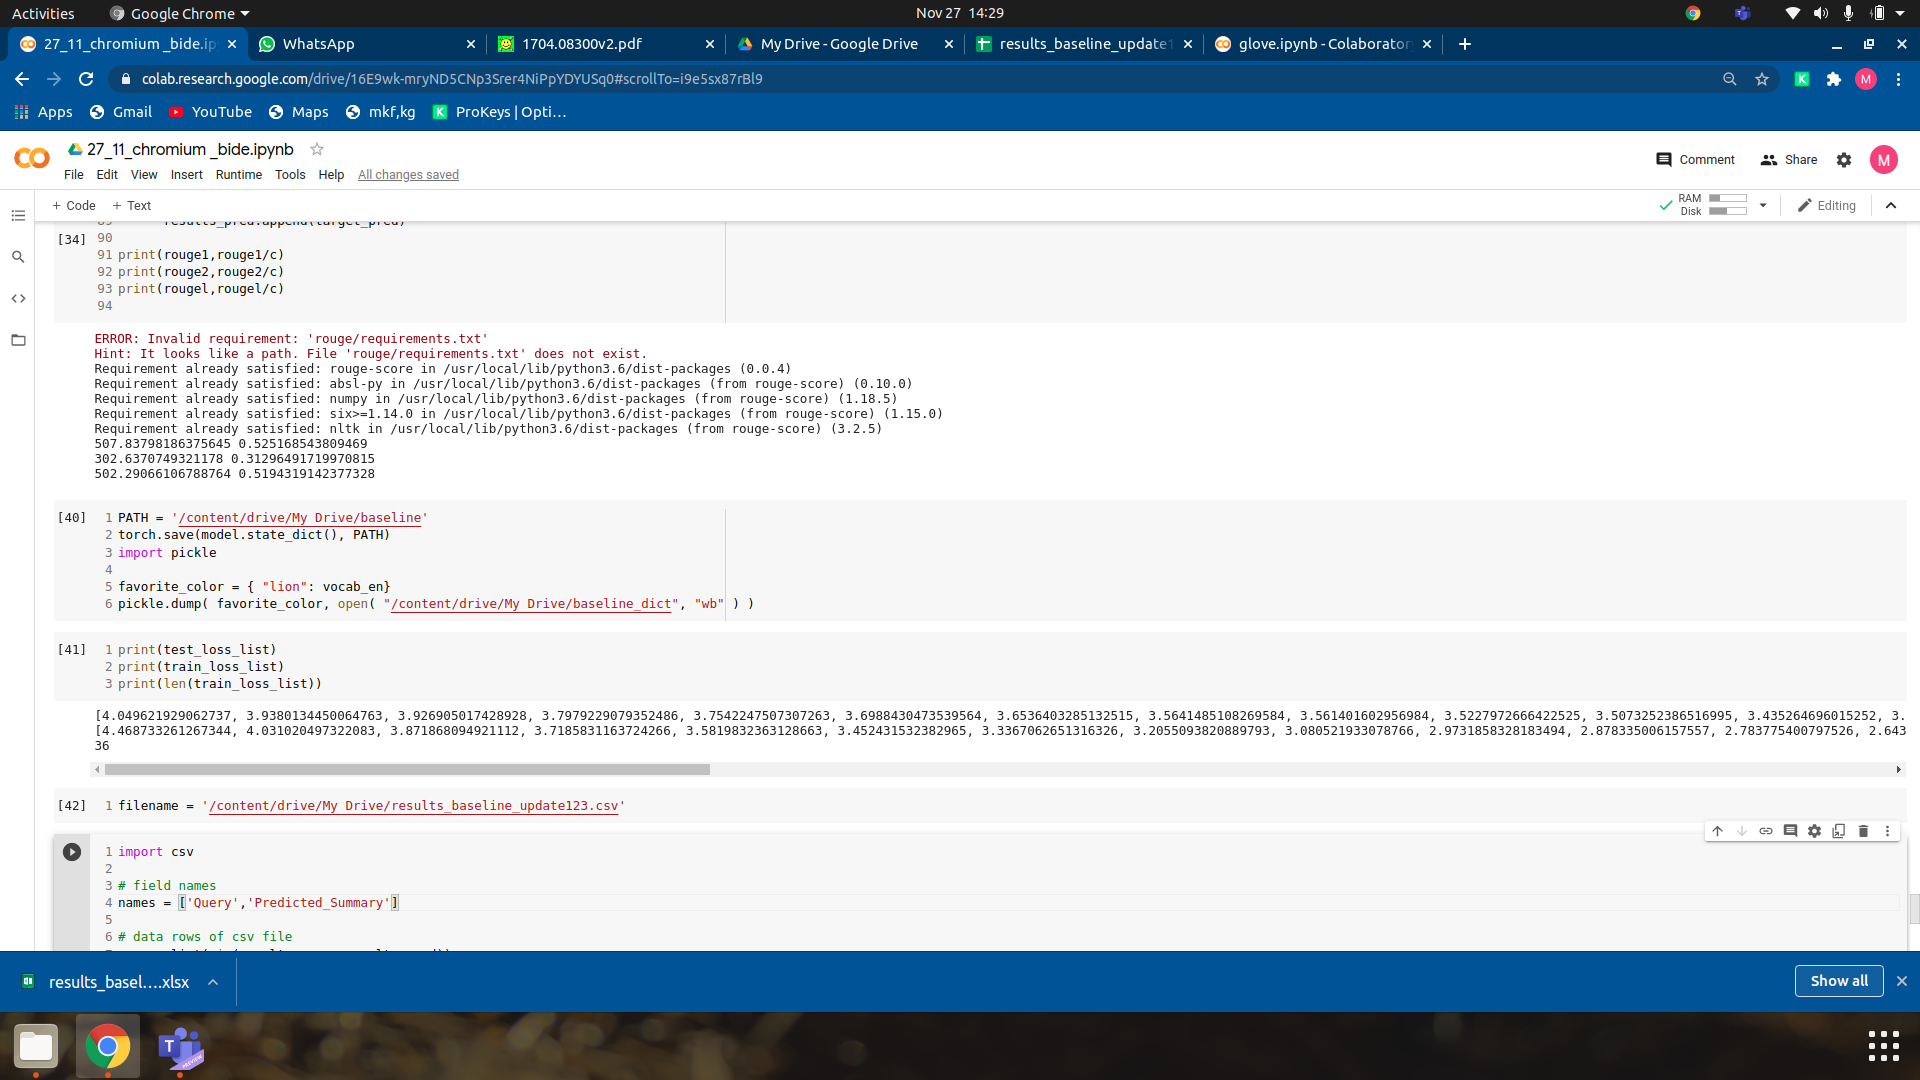 Activities Google Chrome Nov 27 14:29
27_11_chromium _bide.ip WhatsApp 1704.08300v2.pdf My Drive - Google Drive results_baseline_update1 glove.ipynb - Colaborator
colab.research.google.com/drive/16E9wk-mryND5CNp3Srer4NiPpYDYUSq0#scrollTo=i9e5sx87rBl9 K M
Apps Gmail YouTube Maps mkf,kg K ProKeys | Opti...
27_11_chromium _bide.ipynb
Comment Share M
File Edit View Insert Runtime Tools Help All changes saved
+ Code + Text RAM Disk Editing
89 results_pred.append(target_pred)
[34] 90
91 print(rouge1,rouge1/c)
92 print(rouge2,rouge2/c)
93 print(rougel,rougel/c)
94
ERROR: Invalid requirement: 'rouge/requirements.txt'
Hint: It looks like a path. File 'rouge/requirements.txt' does not exist.
Requirement already satisfied: rouge-score in /usr/local/lib/python3.6/dist-packages (0.0.4)
Requirement already satisfied: absl-py in /usr/local/lib/python3.6/dist-packages (from rouge-score) (0.10.0)
Requirement already satisfied: numpy in /usr/local/lib/python3.6/dist-packages (from rouge-score) (1.18.5)
Requirement already satisfied: six>=1.14.0 in /usr/local/lib/python3.6/dist-packages (from rouge-score) (1.15.0)
Requirement already satisfied: nltk in /usr/local/lib/python3.6/dist-packages (from rouge-score) (3.2.5)
507.83798186375645 0.525168543809469
302.6370749321178 0.31296491719970815
502.29066106788764 0.5194319142377328
[40] 1 PATH = '/content/drive/My Drive/baseline'
2 torch.save(model.state_dict(), PATH)
3 import pickle
4
5 favorite_color = { "lion": vocab_en}
6 pickle.dump( favorite_color, open( "/content/drive/My Drive/baseline_dict", "wb" ) )
[41] 1 print(test_loss_list)
2 print(train_loss_list)
3 print(len(train_loss_list))
[4.049621929062737, 3.9380134450064763, 3.926905017428928, 3.7979229079352486, 3.7542247507307263, 3.6988430473539564, 3.6536403285132515, 3.5641485108269584, 3.561401602956984, 3.5227972666422525, 3.5073252386516995, 3.435264696015252, 3.
[4.468733261267344, 4.031020497322083, 3.871868094921112, 3.7185831163724266, 3.5819832363128663, 3.452431532382965, 3.3367062651316326, 3.2055093820889793, 3.080521933078766, 2.9731858328183494, 2.878335006157557, 2.783775400797526, 2.643
36
[42] 1 filename = '/content/drive/My Drive/results_baseline_update123.csv'
1 import csv
2
3 # field names
4 names = ['Query','Predicted_Summary']
5
6 # data rows of csv file
results_basel....xlsx Show all
T
PREVIEW